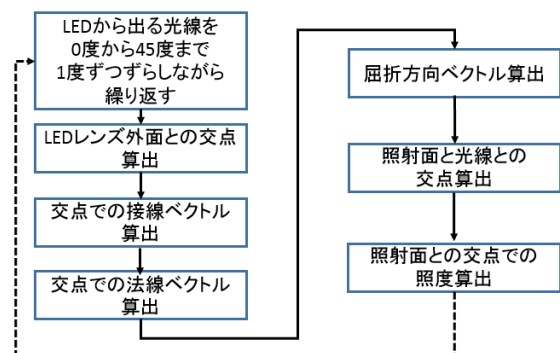 LEDから出る光線を
0度から45度まで
1度ずつずらしながら
繰り返す
LEDレンズ外面との交点
算出
交点での接線ベクトル
算出
交点での法線ベクトル
算出
屈折方向ベクトル算出
照射面と光線との
交点算出
照射面との交点での
照度算出